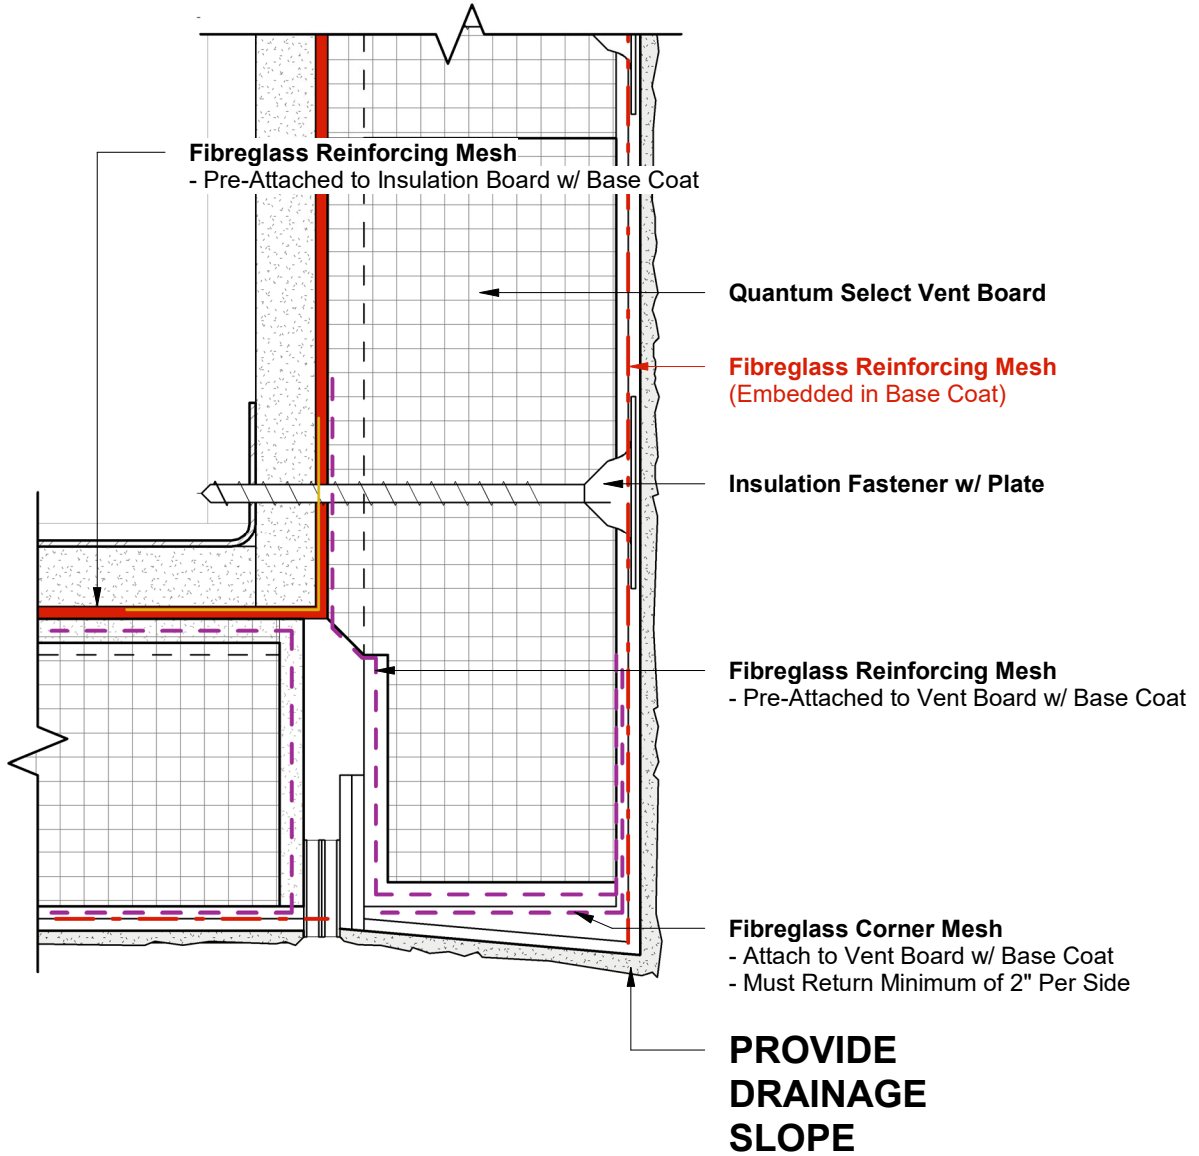 Fibreglass Reinforcing Mesh
- Pre-Attached to Insulation Board w/ Base Coat
Quantum Select Vent Board
Fibreglass Reinforcing Mesh
(Embedded in Base Coat)
Insulation Fastener w/ Plate
Fibreglass Reinforcing Mesh
- Pre-Attached to Vent Board w/ Base Coat
Fibreglass Corner Mesh
- Attach to Vent Board w/ Base Coat
- Must Return Minimum of 2" Per Side
PROVIDE
DRAINAGE
SLOPE